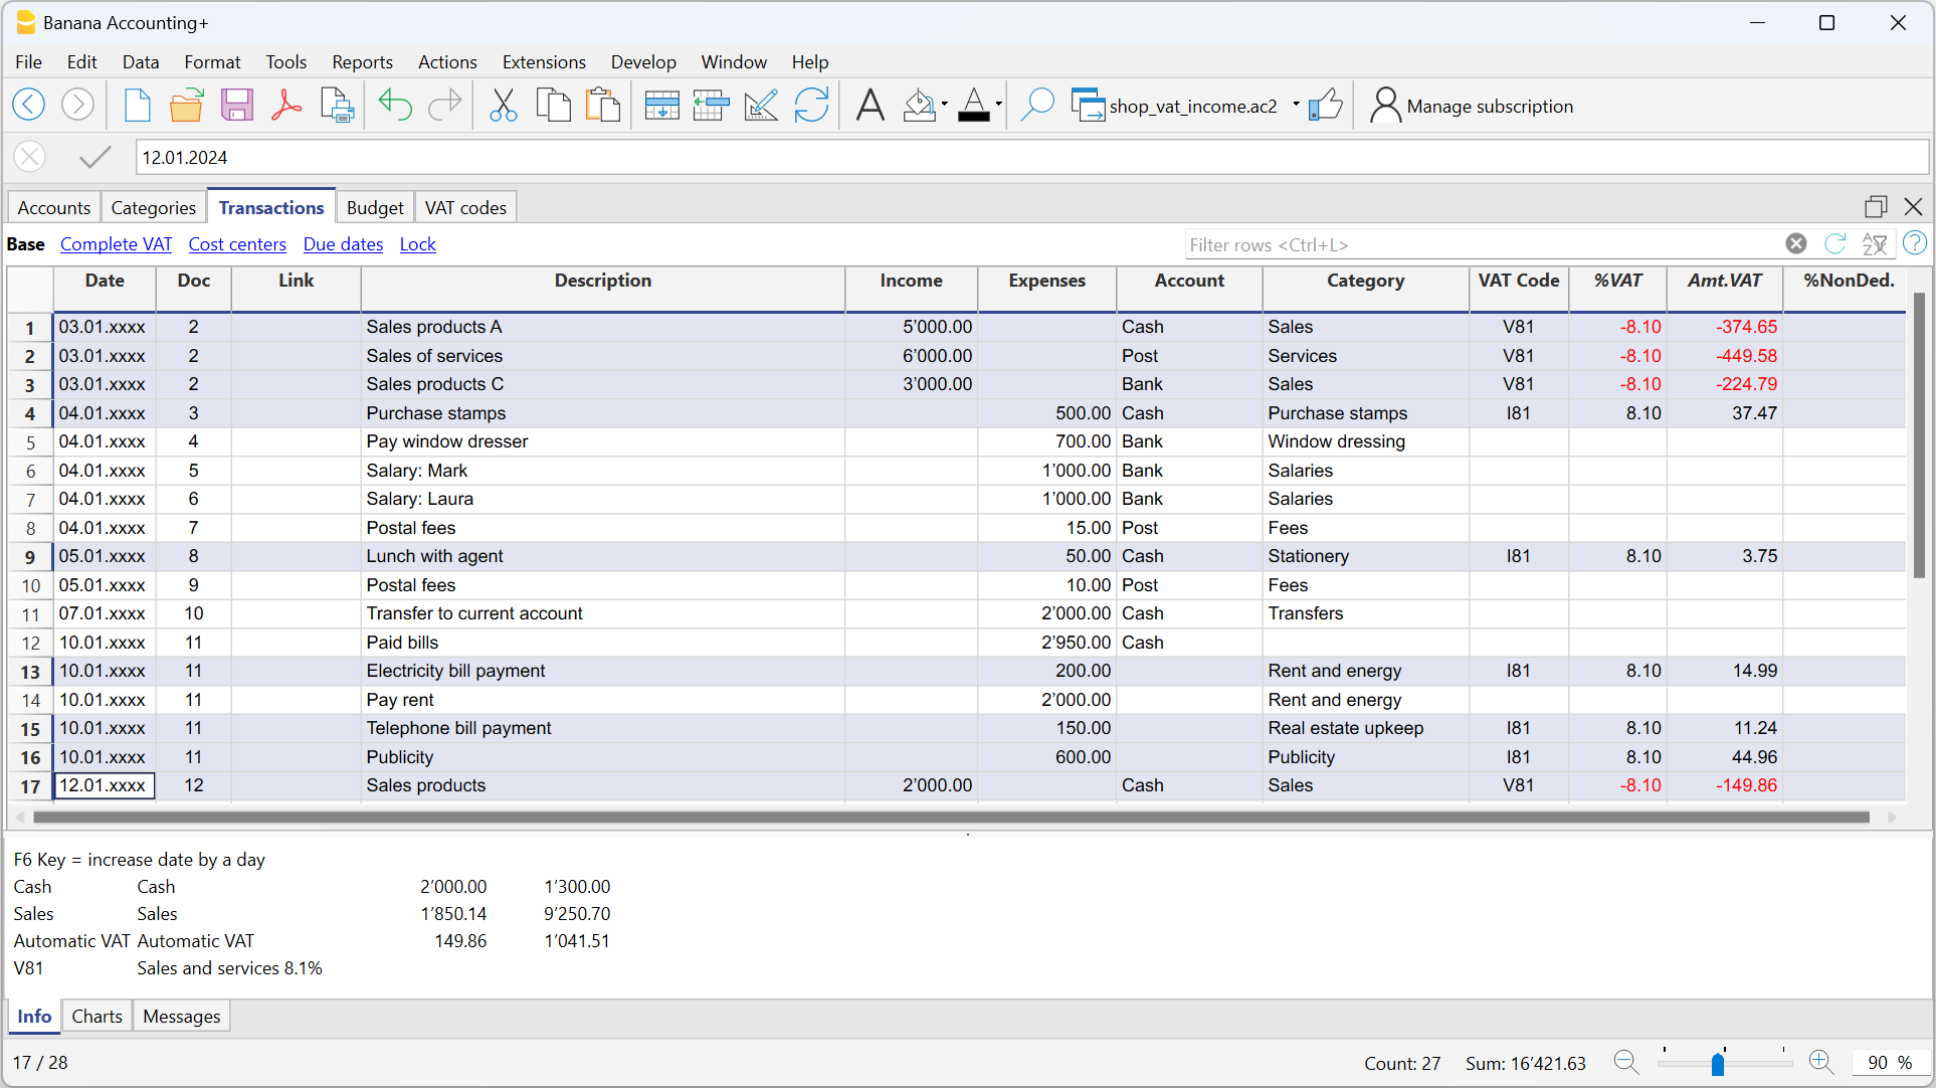 Banana Accounting+
File Edit Data Format Tools Reports Actions Extensions Develop Window Help
shop_vat_income.ac2 Manage subscription
12.01.2024
Accounts Categories Transactions Budget VAT codes
Base Complete VAT Cost centers Due dates Lock Filter rows <Ctrl+L>
Date Doc Link Description Income Expenses Account Category VAT Code %VAT Amt.VAT %NonDed.
1 03.01.xxxx 2 Sales products A 5'000.00 Cash Sales V81 -8.10 -374.65
2 03.01.xxxx 2 Sales of services 6'000.00 Post Services V81 -8.10 -449.58
3 03.01.xxxx 2 Sales products C 3'000.00 Bank Sales V81 -8.10 -224.79
4 04.01.xxxx 3 Purchase stamps 500.00 Cash Purchase stamps I81 8.10 37.47
5 04.01.xxxx 4 Pay window dresser 700.00 Bank Window dressing
6 04.01.xxxx 5 Salary: Mark 1'000.00 Bank Salaries
7 04.01.xxxx 6 Salary: Laura 1'000.00 Bank Salaries
8 04.01.xxxx 7 Postal fees 15.00 Post Fees
9 05.01.xxxx 8 Lunch with agent 50.00 Cash Stationery I81 8.10 3.75
10 05.01.xxxx 9 Postal fees 10.00 Post Fees
11 07.01.xxxx 10 Transfer to current account 2'000.00 Cash Transfers
12 10.01.xxxx 11 Paid bills 2'950.00 Cash
13 10.01.xxxx 11 Electricity bill payment 200.00 Rent and energy I81 8.10 14.99
14 10.01.xxxx 11 Pay rent 2'000.00 Rent and energy
15 10.01.xxxx 11 Telephone bill payment 150.00 Real estate upkeep I81 8.10 11.24
16 10.01.xxxx 11 Publicity 600.00 Publicity I81 8.10 44.96
17 12.01.xxxx 12 Sales products 2'000.00 Cash Sales V81 -8.10 -149.86
F6 Key = increase date by a day
Cash Cash 2'000.00 1'300.00
Sales Sales 1'850.14 9'250.70
Automatic VAT Automatic VAT 149.86 1'041.51
V81 Sales and services 8.1%
Info Charts Messages
17 / 28 Count: 27 Sum: 16'421.63 90 %